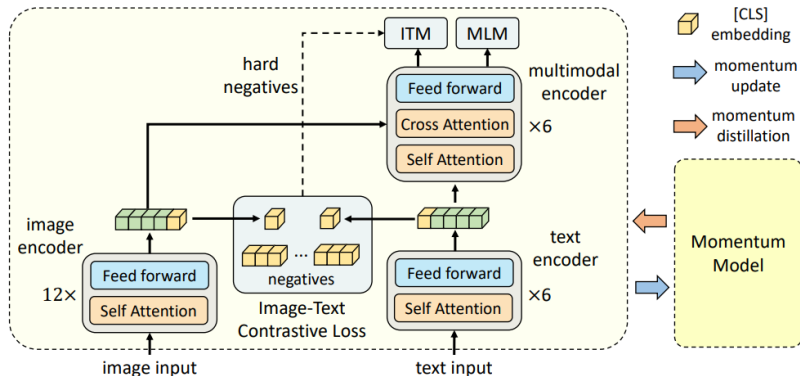 ITM
MLM
[CLS]
embedding
hard
negatives
Feed forward
Cross Attention
Self Attention
multimodal
encoder
×6
momentum
update
momentum
distillation
image
encoder
12×
Feed forward
Self Attention
...
negatives
Image-Text
Contrastive Loss
text
encoder
Feed forward
Self Attention
×6
Momentum
Model
image input
text input